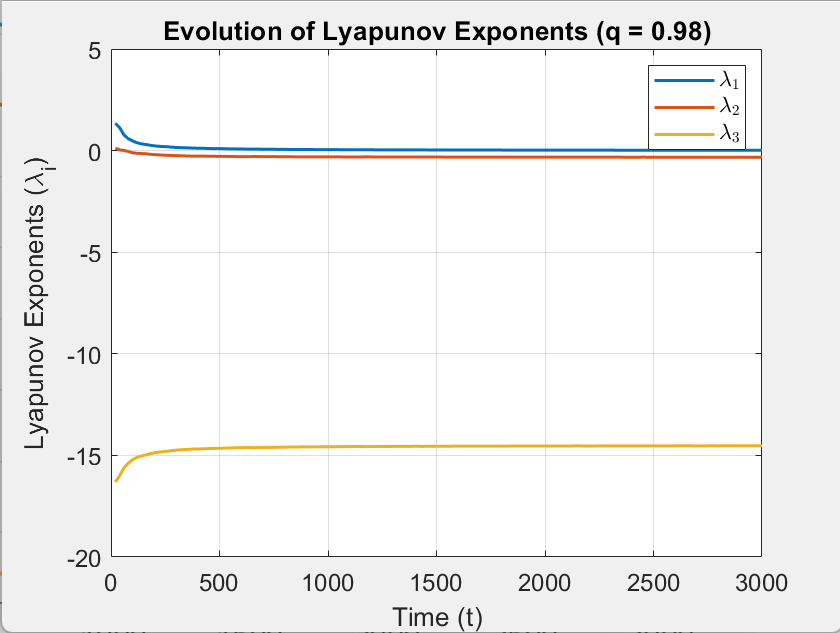 Evolution of Lyapunov Exponents (q = 0.98)
λ1
λ2
λ3
Lyapunov Exponents (λi)
5
0
-5
-10
-15
-20
0 500 1000 1500 2000 2500 3000
Time (t)